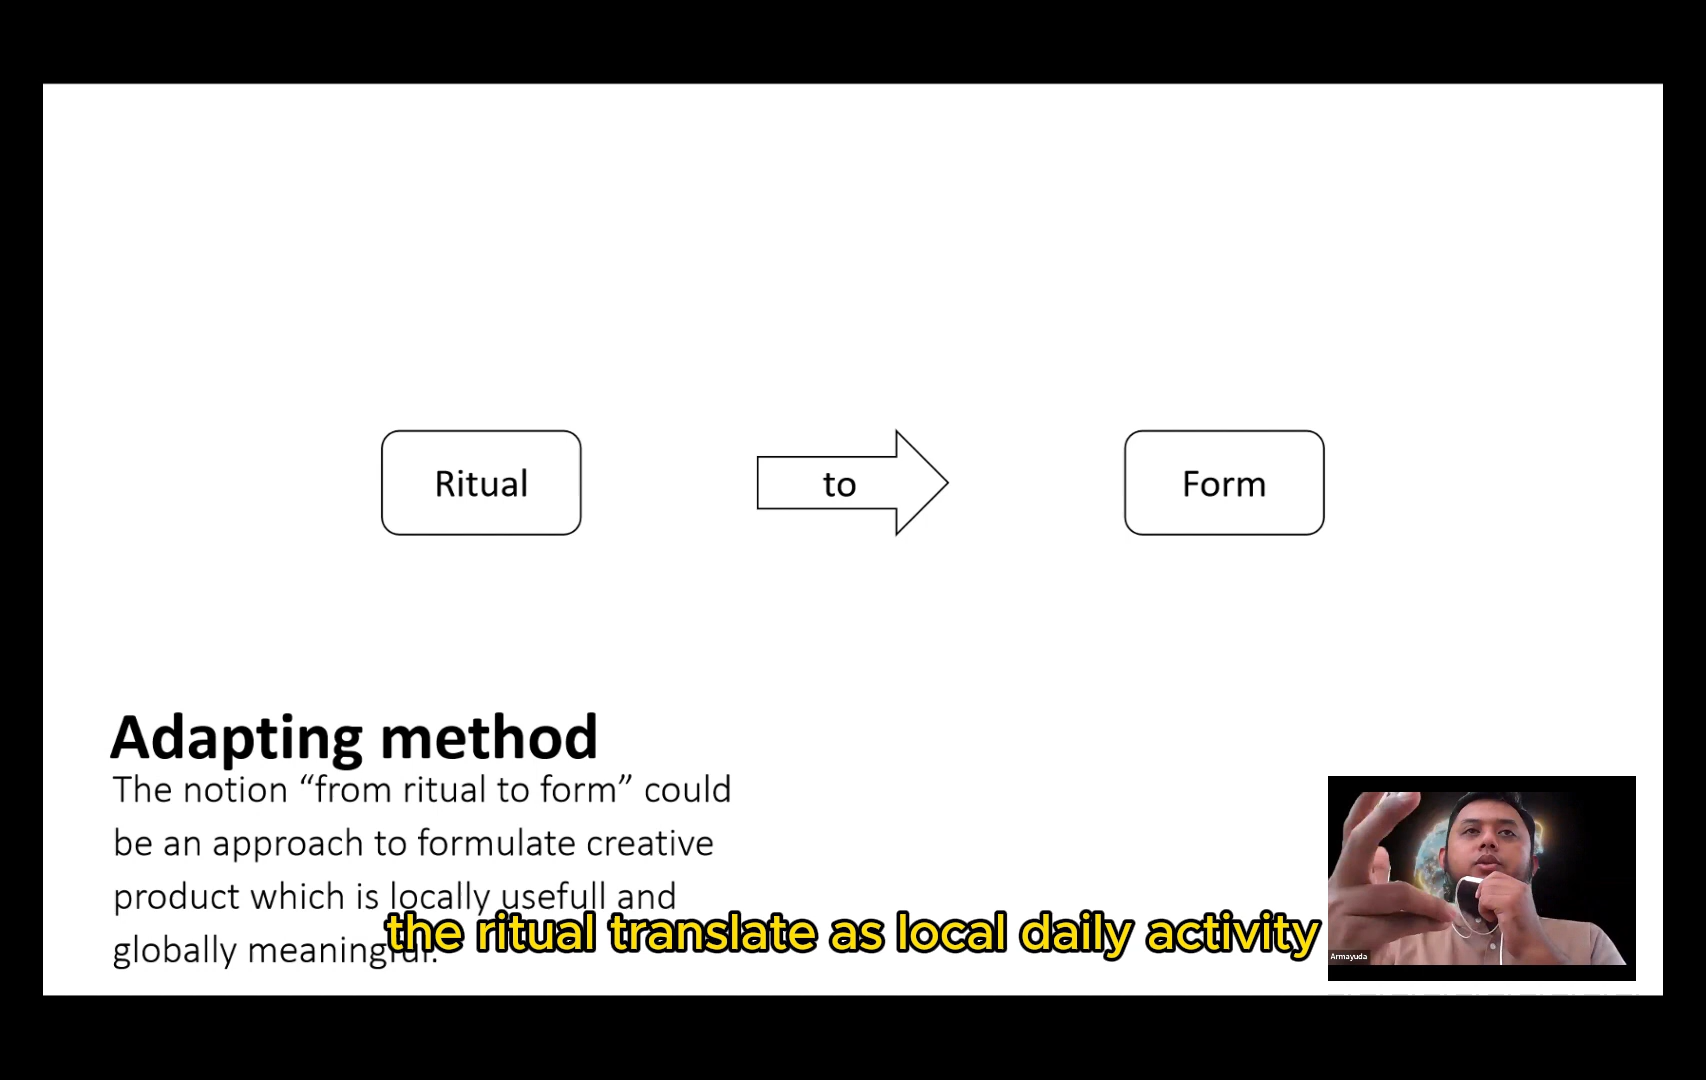 Ritual
to
Form
Adapting method
The notion “from ritual to form” could
be an approach to formulate creative
product which is locally usefull and
globally meaningful.
the ritual translate as local daily activity
Armayuda